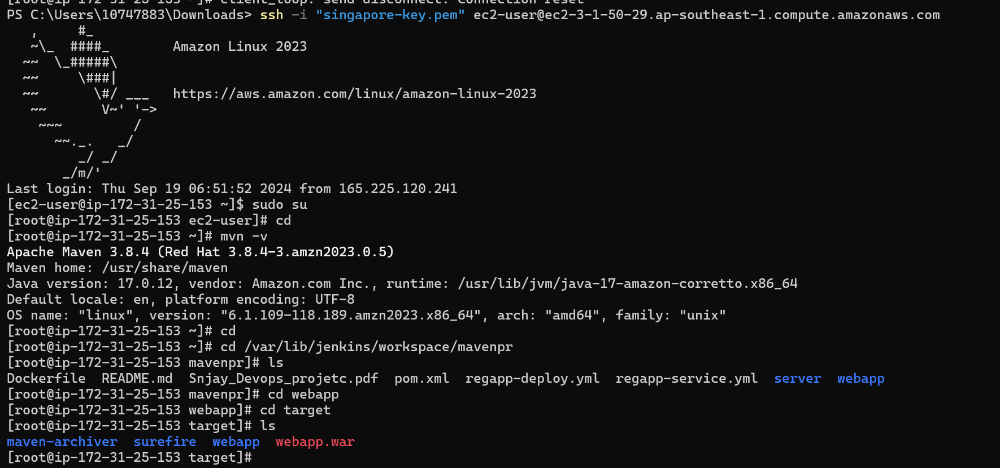 [root@ip-172-31-25-153 ~]# client_loop: send disconnect: Connection reset
PS C:\Users\10747883\Downloads> ssh -i "singapore-key.pem" ec2-user@ec2-3-1-50-29.ap-southeast-1.compute.amazonaws.com
   ,     #_
   ~\_  ####_        Amazon Linux 2023
  ~~  \_#####\
  ~~     \###|
  ~~       \#/ ___   https://aws.amazon.com/linux/amazon-linux-2023
   ~~       V~' '->
    ~~~         /
      ~~._.   _/
         _/ _/
       _/m/'
Last login: Thu Sep 19 06:51:52 2024 from 165.225.120.241
[ec2-user@ip-172-31-25-153 ~]$ sudo su
[root@ip-172-31-25-153 ec2-user]# cd
[root@ip-172-31-25-153 ~]# mvn -v
Apache Maven 3.8.4 (Red Hat 3.8.4-3.amzn2023.0.5)
Maven home: /usr/share/maven
Java version: 17.0.12, vendor: Amazon.com Inc., runtime: /usr/lib/jvm/java-17-amazon-corretto.x86_64
Default locale: en, platform encoding: UTF-8
OS name: "linux", version: "6.1.109-118.189.amzn2023.x86_64", arch: "amd64", family: "unix"
[root@ip-172-31-25-153 ~]# cd
[root@ip-172-31-25-153 ~]# cd /var/lib/jenkins/workspace/mavenpr
[root@ip-172-31-25-153 mavenpr]# ls
Dockerfile  README.md  Snjay_Devops_projetc.pdf  pom.xml  regapp-deploy.yml  regapp-service.yml  server  webapp
[root@ip-172-31-25-153 mavenpr]# cd webapp
[root@ip-172-31-25-153 webapp]# cd target
[root@ip-172-31-25-153 target]# ls
maven-archiver  surefire  webapp  webapp.war
[root@ip-172-31-25-153 target]#